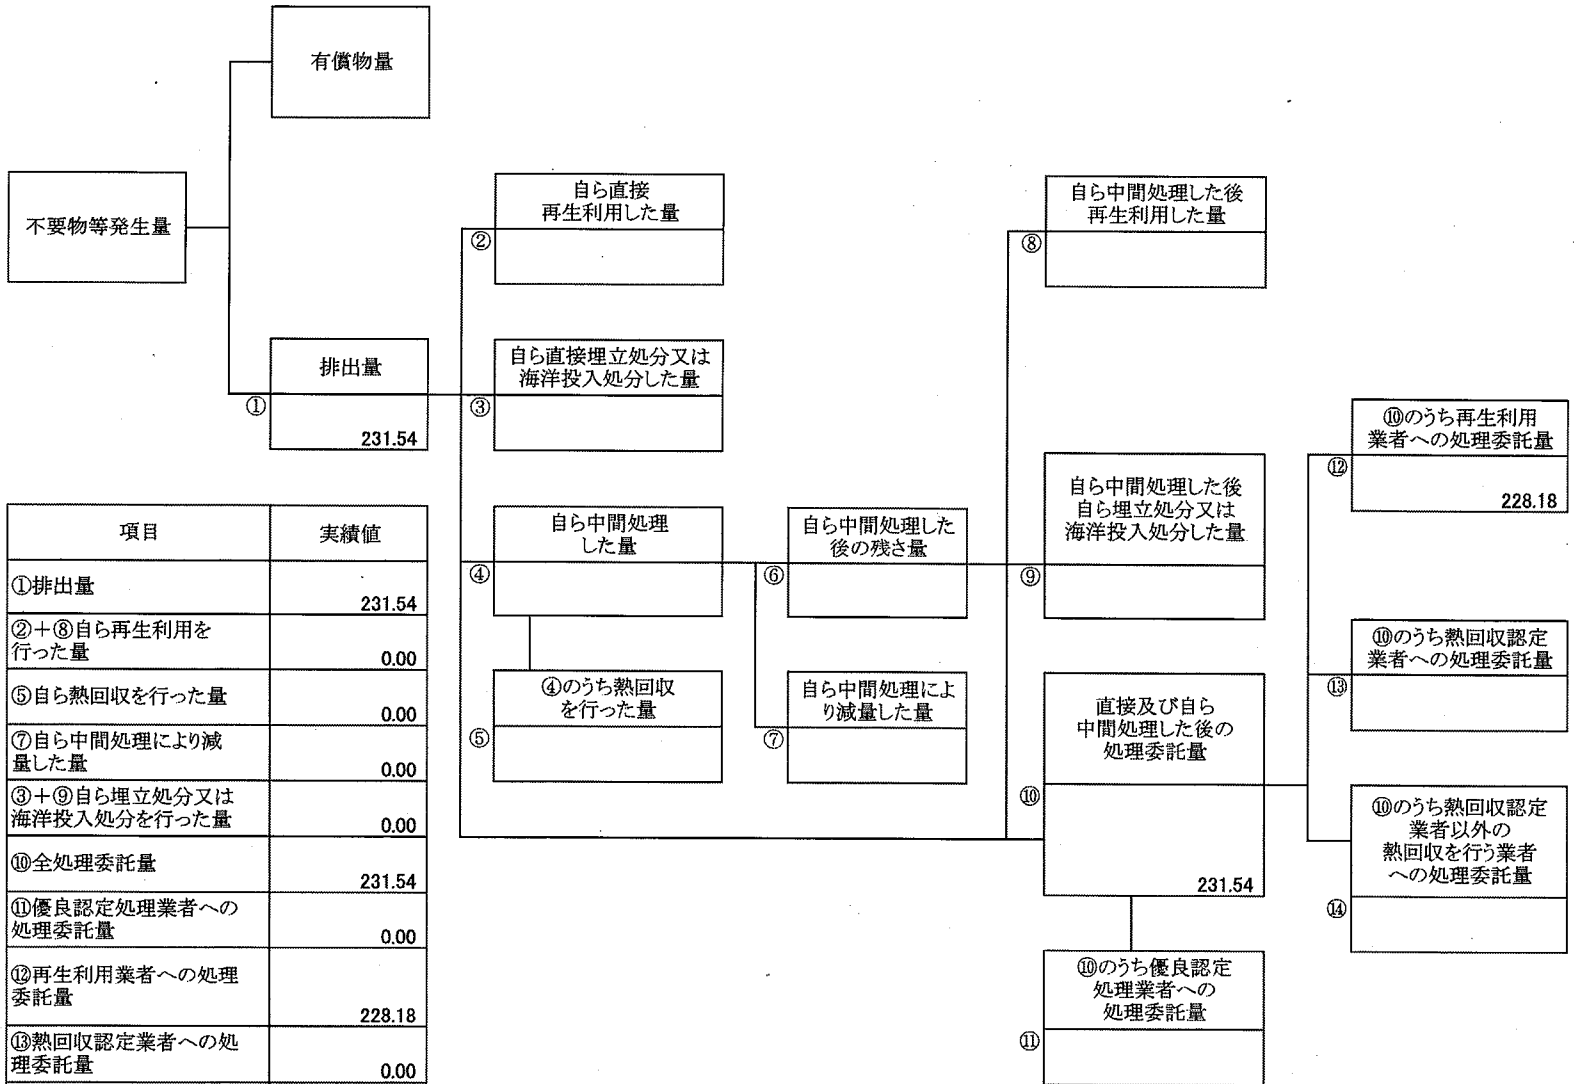 有償物量
不要物等発生量
自ら直接
再生利用した量
②
自ら中間処理した後
再生利用した量
⑧
排出量
①
231.54
自ら直接埋立処分又は
海洋投入処分した量
③
⑩のうち再生利用
業者への処理委託量
⑫
228.18
自ら中間処理
した量
④
自ら中間処理した
後の残さ量
⑥
自ら中間処理した後
自ら埋立処分又は
海洋投入処分した量
⑨
⑩のうち熱回収認定
業者への処理委託量
⑬
④のうち熱回収
を行った量
⑤
自ら中間処理によ
り減量した量
⑦
直接及び自ら
中間処理した後の
処理委託量
⑩
231.54
⑩のうち熱回収認定
業者以外の
熱回収を行う業者
への処理委託量
⑭
⑩のうち優良認定
処理業者への
処理委託量
⑪
項目
実績値
①排出量
231.54
②+⑧自ら再生利用を
行った量
0.00
⑤自ら熱回収を行った量
0.00
⑦自ら中間処理により減
量した量
0.00
③+⑨自ら埋立処分又は
海洋投入処分を行った量
0.00
⑩全処理委託量
231.54
⑪優良認定処理業者への
処理委託量
0.00
⑫再生利用業者への処理
委託量
228.18
⑬熱回収認定業者への処
理委託量
0.00